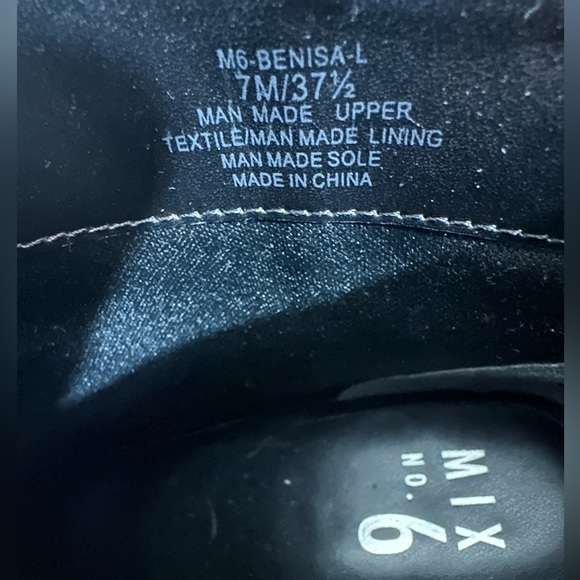 M6-BENISA-L
7M/37½
MAN MADE UPPER
TEXTILE/MAN MADE LINING
MAN MADE SOLE
MADE IN CHINA
MIX
NO. 6